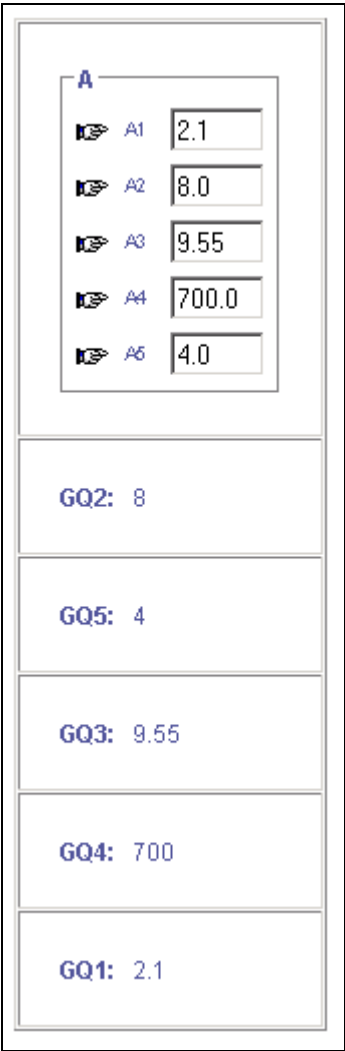 A
A1 2.1
A2 8.0
A3 9.55
A4 700.0
A5 4.0
GQ2: 8
GQ5: 4
GQ3: 9.55
GQ4: 700
GQ1: 2.1